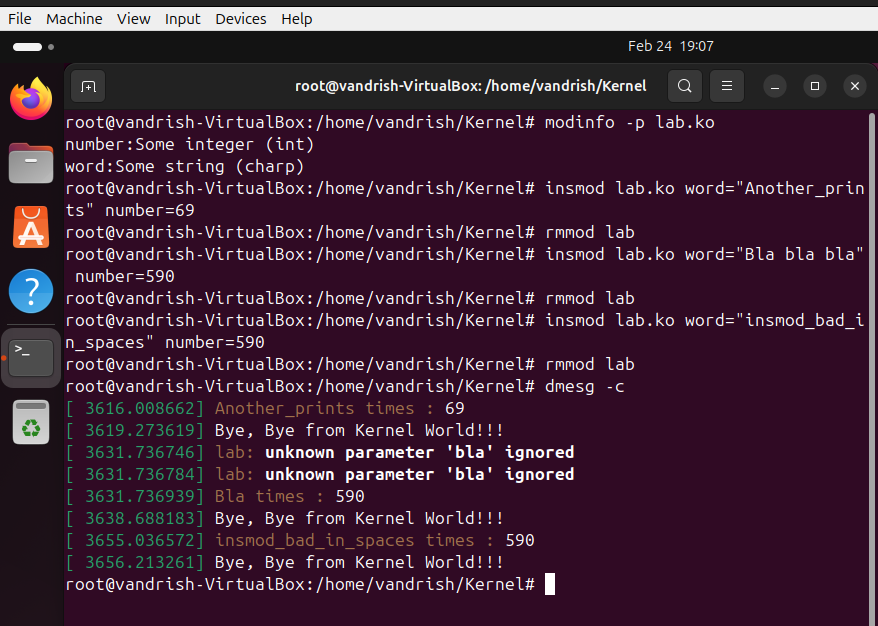 File Machine View Input Devices Help
Feb 24 19:07
root@vandrish-VirtualBox: /home/vandrish/Kernel
root@vandrish-VirtualBox:/home/vandrish/Kernel# modinfo -p lab.ko
number:Some integer (int)
word:Some string (charp)
root@vandrish-VirtualBox:/home/vandrish/Kernel# insmod lab.ko word="Another_prin
ts" number=69
root@vandrish-VirtualBox:/home/vandrish/Kernel# rmmod lab
root@vandrish-VirtualBox:/home/vandrish/Kernel# insmod lab.ko word="Bla bla bla"
 number=590
root@vandrish-VirtualBox:/home/vandrish/Kernel# rmmod lab
root@vandrish-VirtualBox:/home/vandrish/Kernel# insmod lab.ko word="insmod_bad_i
n_spaces" number=590
root@vandrish-VirtualBox:/home/vandrish/Kernel# rmmod lab
root@vandrish-VirtualBox:/home/vandrish/Kernel# dmesg -c
[ 3616.008662] Another_prints times : 69
[ 3619.273619] Bye, Bye from Kernel World!!!
[ 3631.736746] lab: unknown parameter 'bla' ignored
[ 3631.736784] lab: unknown parameter 'bla' ignored
[ 3631.736939] Bla times : 590
[ 3638.688183] Bye, Bye from Kernel World!!!
[ 3655.036572] insmod_bad_in_spaces times : 590
[ 3656.213261] Bye, Bye from Kernel World!!!
root@vandrish-VirtualBox:/home/vandrish/Kernel#